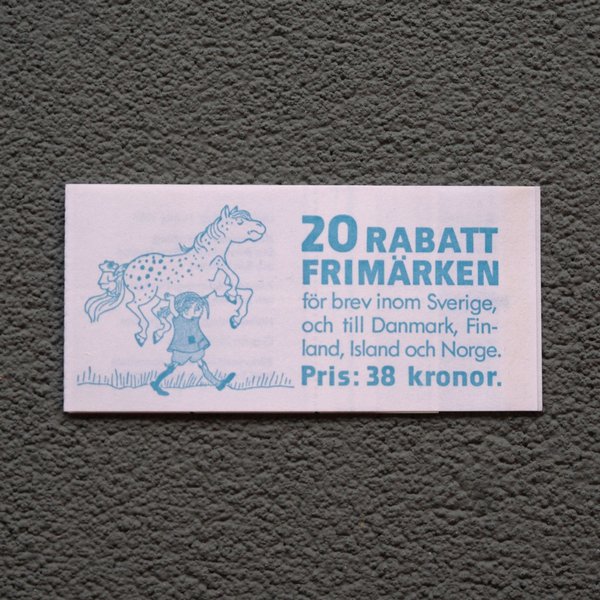 20 RABATT
FRIMÄRKEN
för brev inom Sverige,
och till Danmark, Fin-
land, Island och Norge.
Pris: 38 kronor.